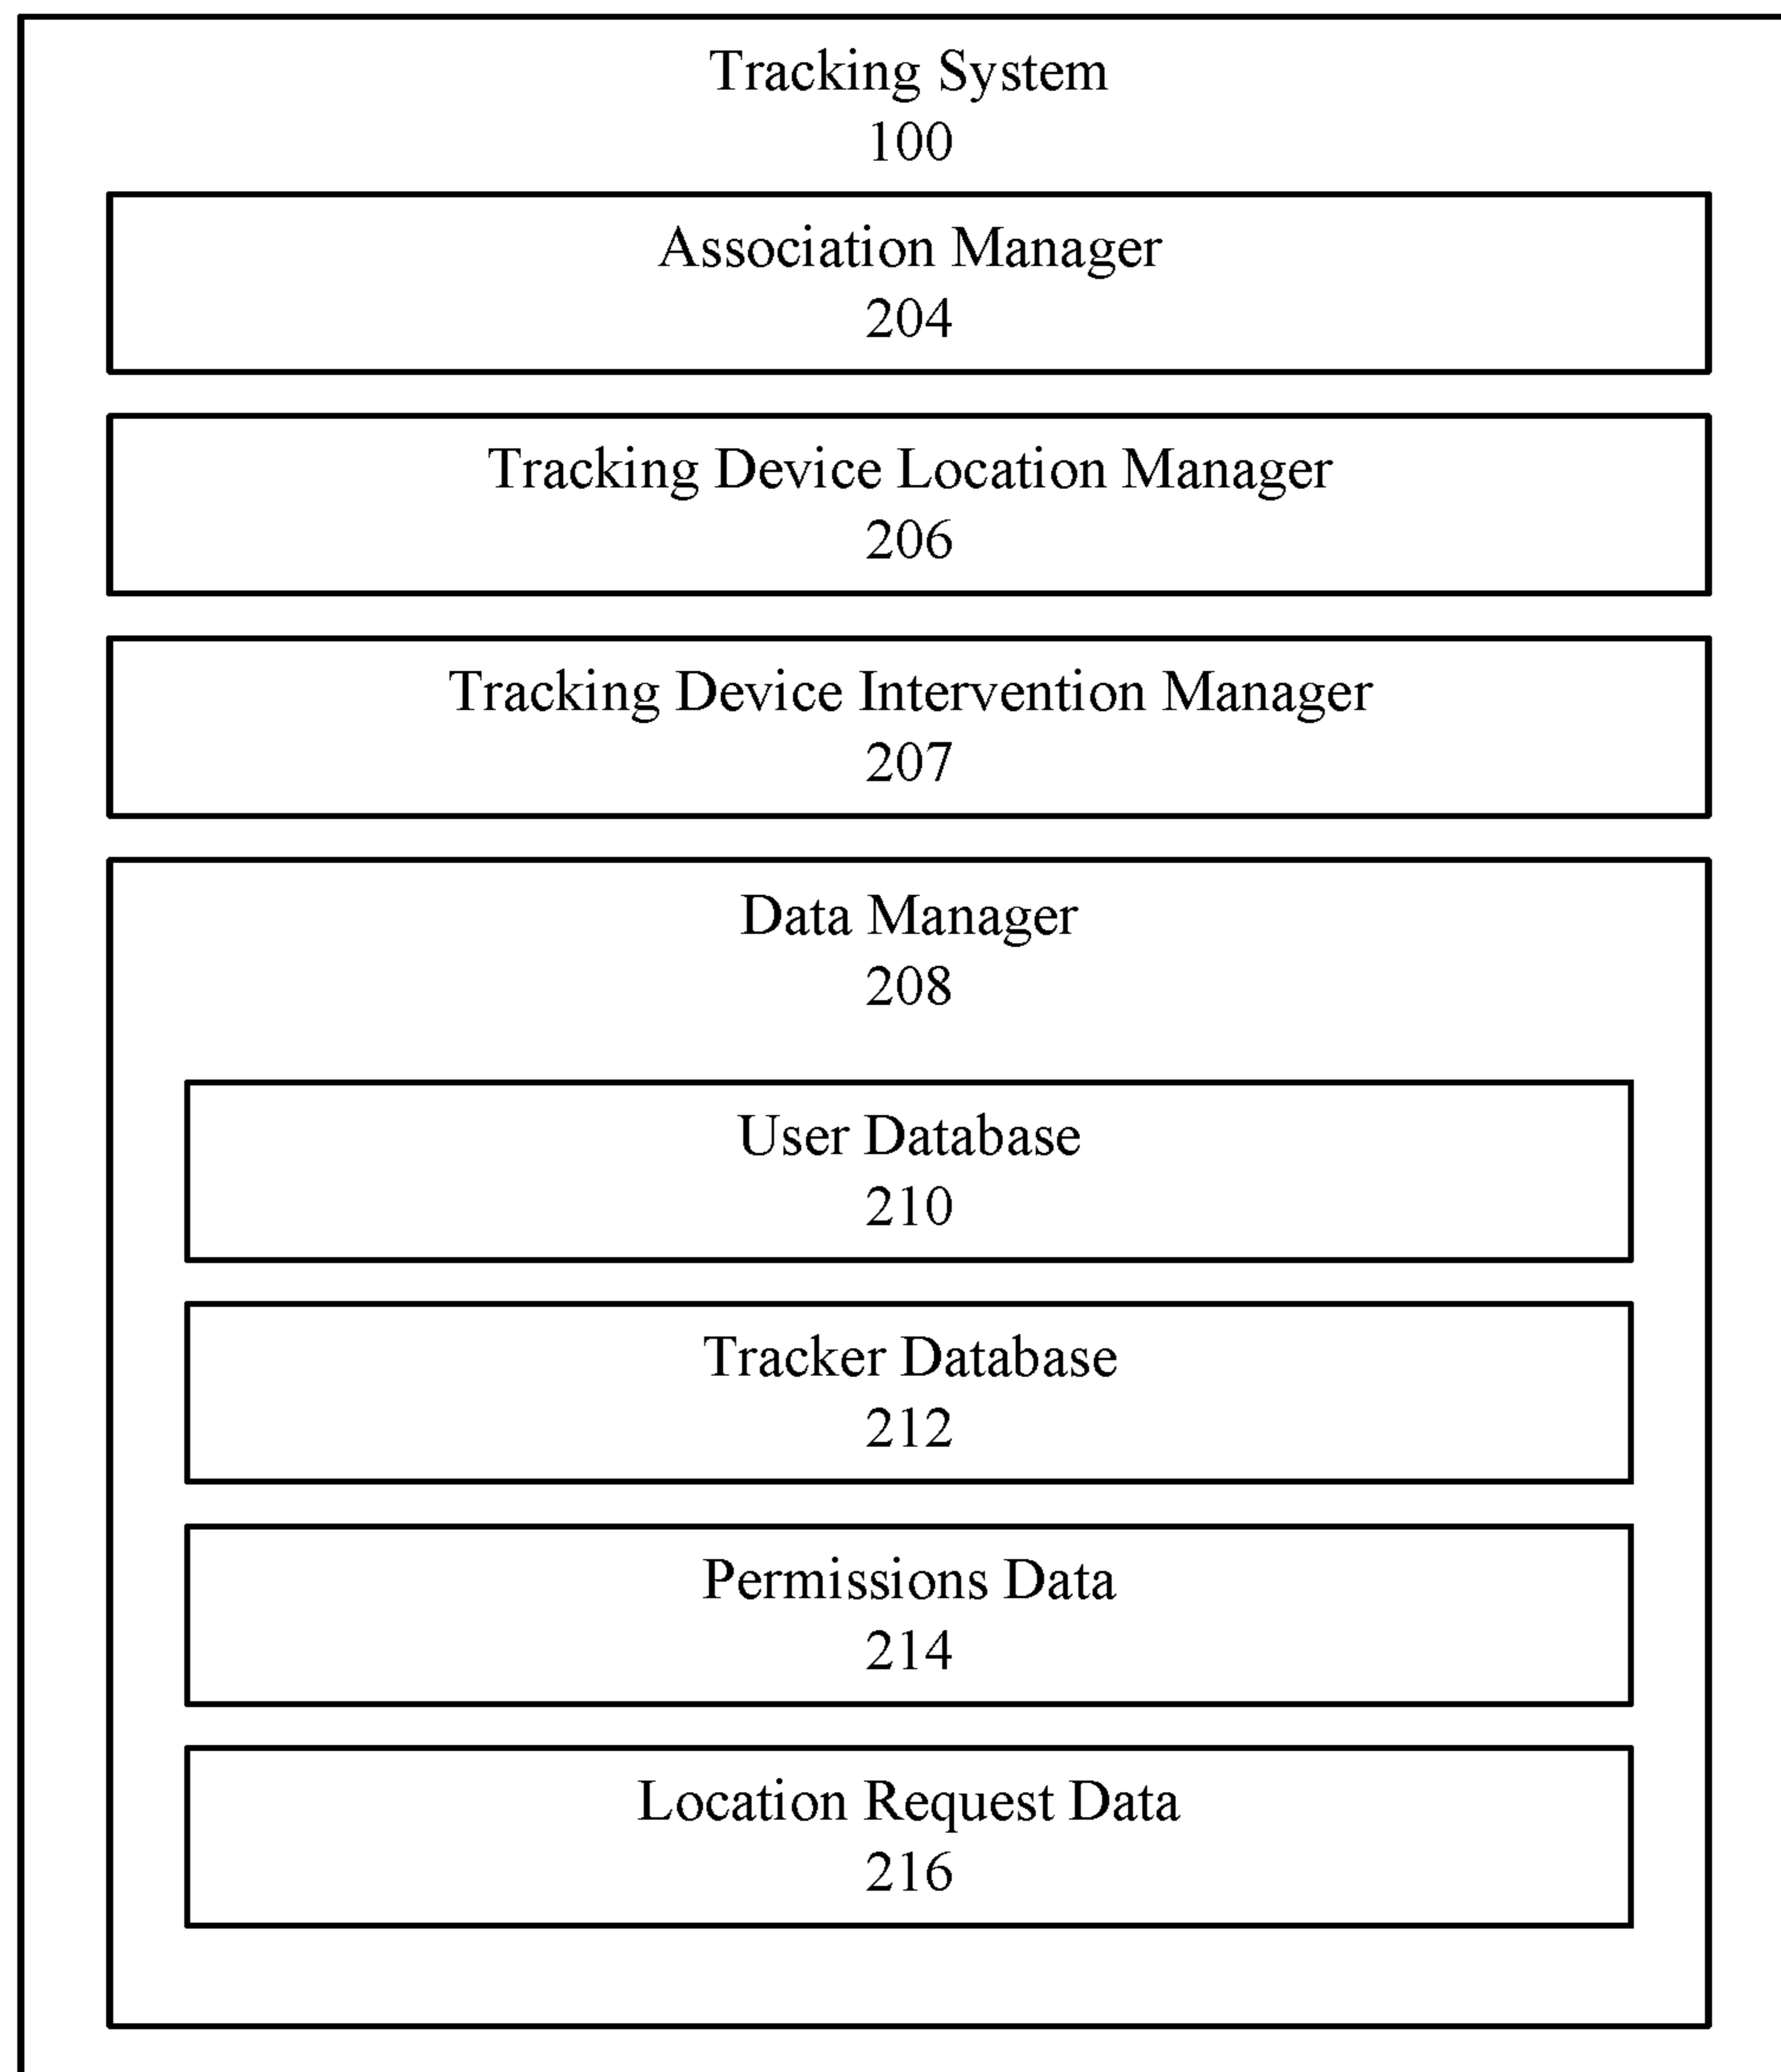 Tracking System
100
Association Manager
204
Tracking Device Location Manager
206
Tracking Device Intervention Manager
207
Data Manager
208
User Database
210
Tracker Database
212
Permissions Data
214
Location Request Data
216